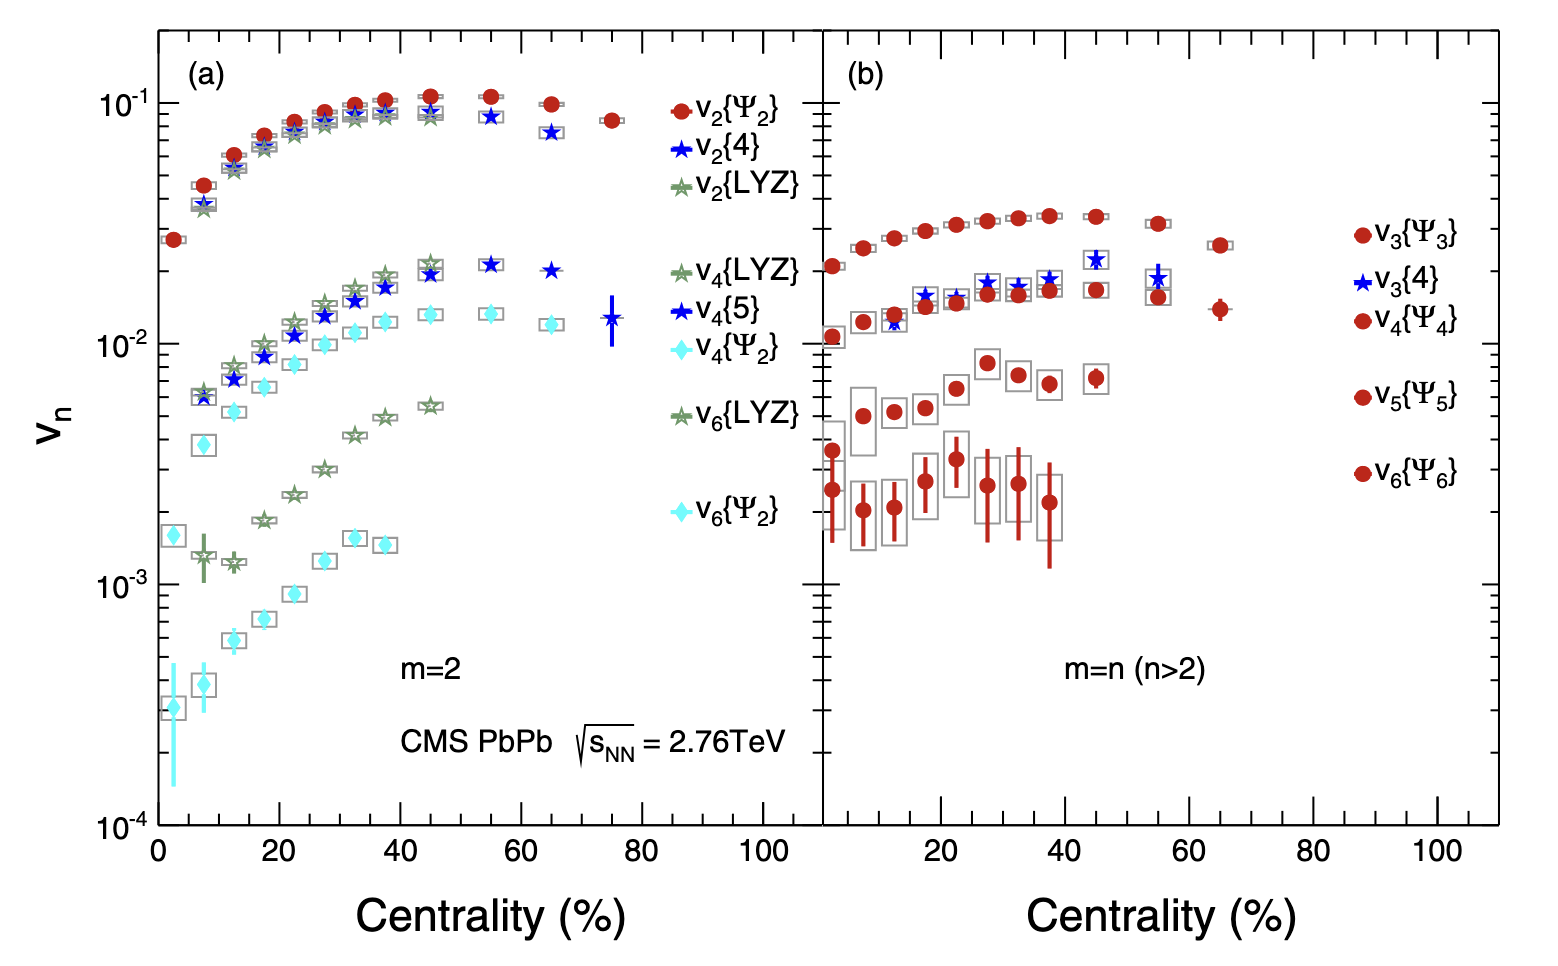 (a)
(b)
10⁻¹
10⁻²
10⁻³
10⁻⁴
vₙ
v₂{Ψ₂}
v₂{4}
v₂{LYZ}
v₄{LYZ}
v₄{5}
v₄{Ψ₂}
v₆{LYZ}
v₆{Ψ₂}
m=2
CMS PbPb √s_NN = 2.76TeV
v₃{Ψ₃}
v₃{4}
v₄{Ψ₄}
v₅{Ψ₅}
v₆{Ψ₆}
m=n (n>2)
0 20 40 60 80 100
20 40 60 80 100
Centrality (%)
Centrality (%)